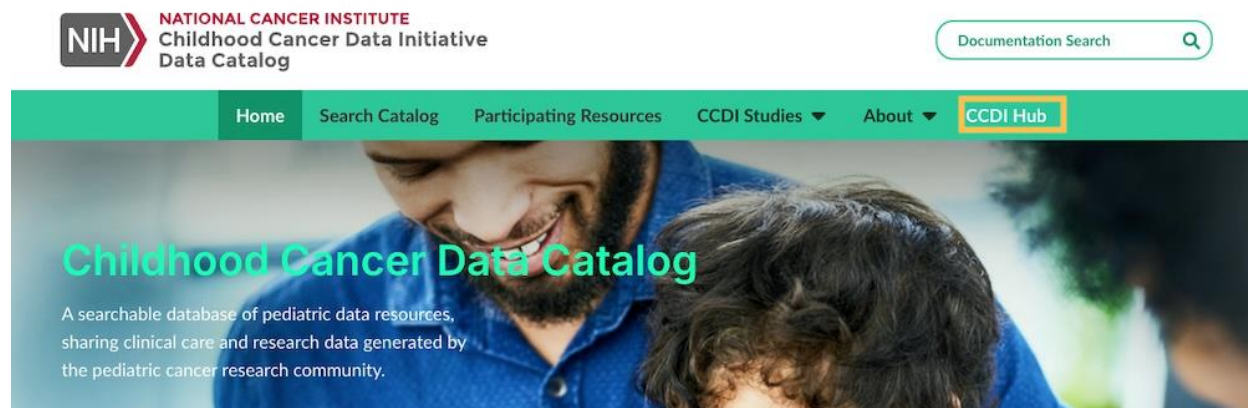 NIH
NATIONAL CANCER INSTITUTE
Childhood Cancer Data Initiative
Data Catalog
Documentation Search
Home Search Catalog Participating Resources CCDI Studies About CCDI Hub
Childhood Cancer Data Catalog
A searchable database of pediatric data resources,
sharing clinical care and research data generated by
the pediatric cancer research community.